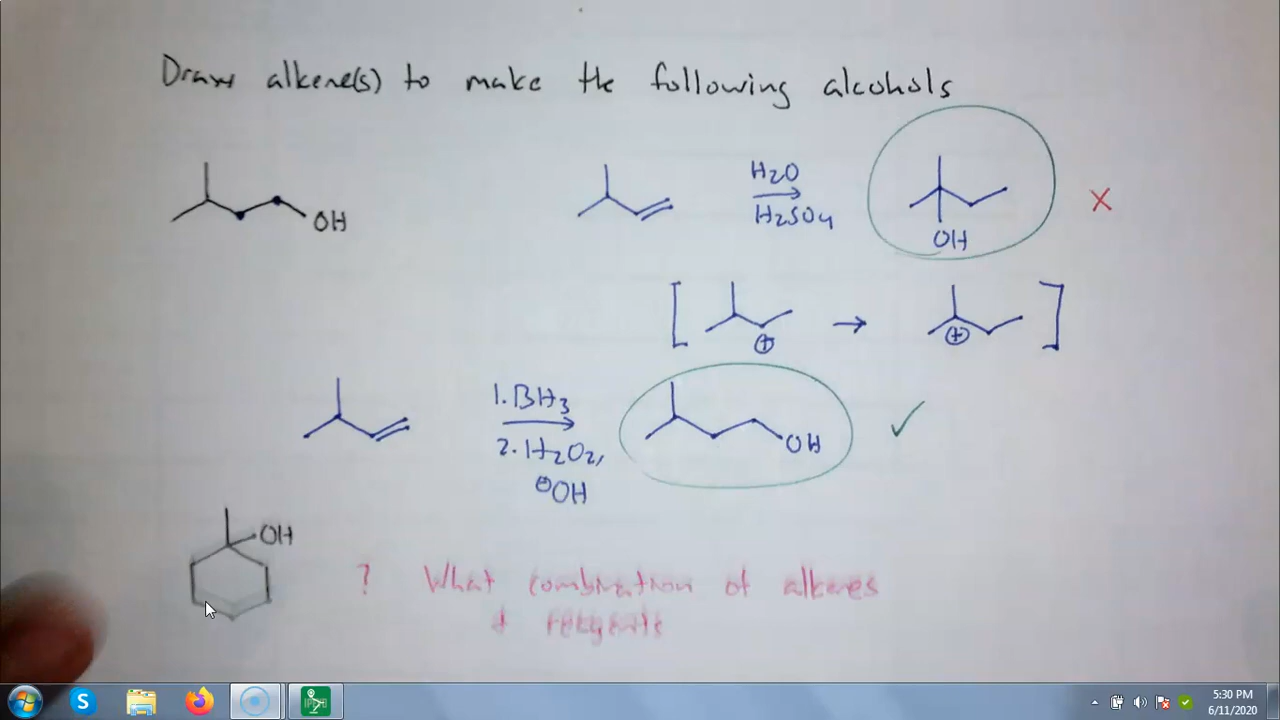 Draw alkene(s) to make the following alcohols
OH
H2O
H2SO4
OH
[ ⊕ → ⊕ ]
1. BH3
2. H2O2,
⊖OH
OH
OH
? What combination of alkenes
+ reagents
5:30 PM
6/11/2020